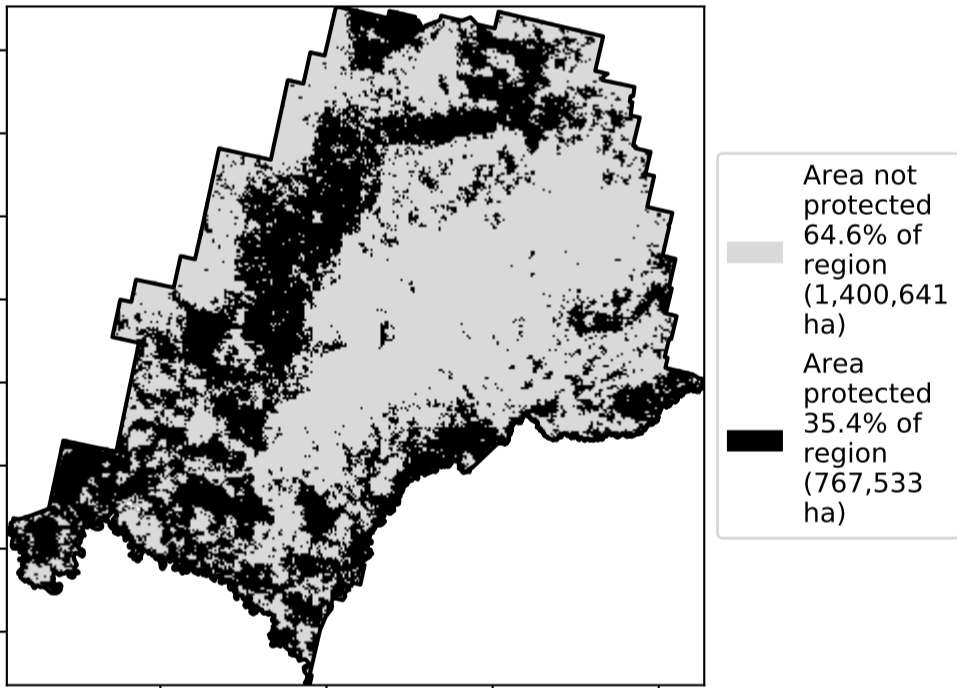 Area not
protected
64.6% of
region
(1,400,641
ha)
Area
protected
35.4% of
region
(767,533
ha)